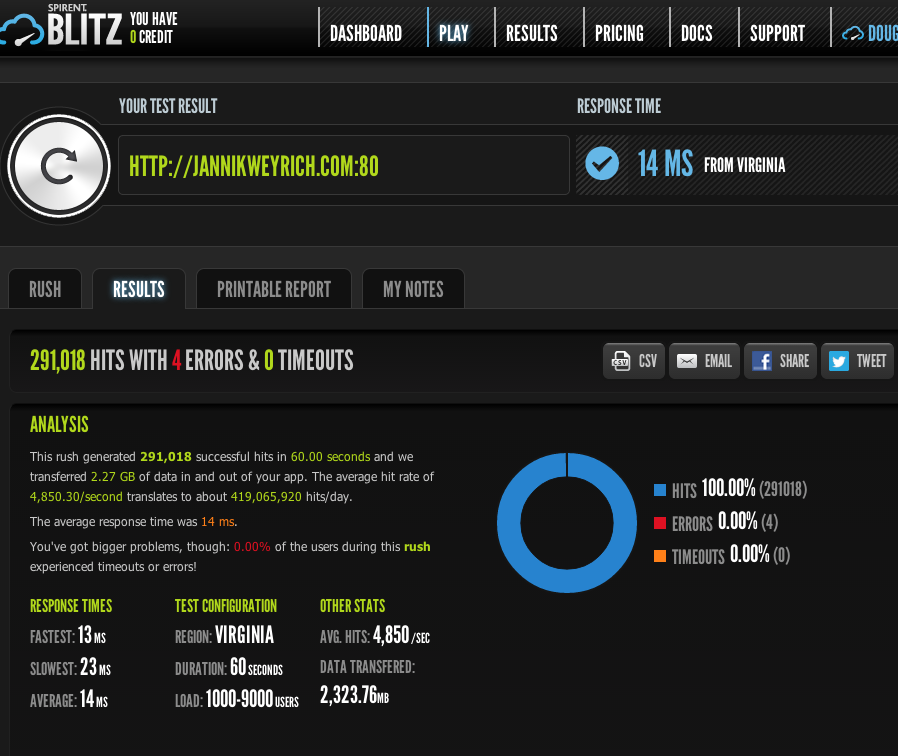 SPIRENT
BLITZ
YOU HAVE
0 CREDIT
DASHBOARD
PLAY
RESULTS
PRICING
DOCS
SUPPORT
DOUG
YOUR TEST RESULT
RESPONSE TIME
HTTP://JANNIKWEYRICH.COM:80
14 MS FROM VIRGINIA
RUSH
RESULTS
PRINTABLE REPORT
MY NOTES
291,018 HITS WITH 4 ERRORS & 0 TIMEOUTS
CSV
CSV
EMAIL
SHARE
TWEET
ANALYSIS
This rush generated 291,018 successful hits in 60.00 seconds and we
transferred 2.27 GB of data in and out of your app. The average hit rate of
4,850.30/second translates to about 419,065,920 hits/day.
The average response time was 14 ms.
You've got bigger problems, though: 0.00% of the users during this rush
experienced timeouts or errors!
HITS 100.00% (291018)
ERRORS 0.00% (4)
TIMEOUTS 0.00% (0)
RESPONSE TIMES
FASTEST: 13 MS
SLOWEST: 23 MS
AVERAGE: 14 MS
TEST CONFIGURATION
REGION: VIRGINIA
DURATION: 60 SECONDS
LOAD: 1000-9000 USERS
OTHER STATS
AVG. HITS: 4,850 /SEC
DATA TRANSFERED:
2,323.76MB